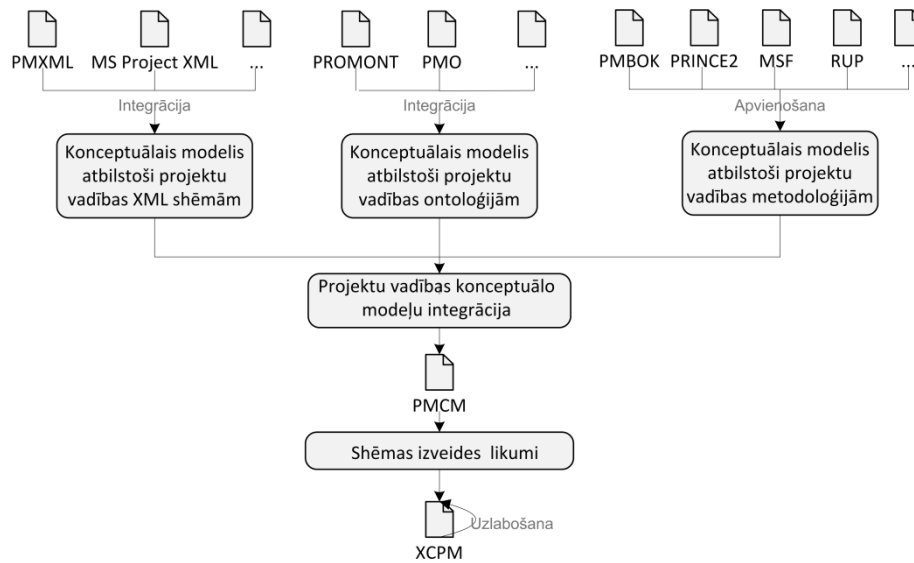 PMXML MS Project XML ... PROMONT PMO ... PMBOK PRINCE2 MSF RUP ...
Integrācija Integrācija Apvienošana
Konceptuālais modelis
atbilstoši projektu
vadības XML shēmām
Konceptuālais modelis
atbilstoši projektu
vadības ontoloģijām
Konceptuālais modelis
atbilstoši projektu
vadības metodoloģijām
Projektu vadības konceptuālo
modeļu integrācija
PMCM
Shēmas izveides likumi
Uzlabošana
XCPM